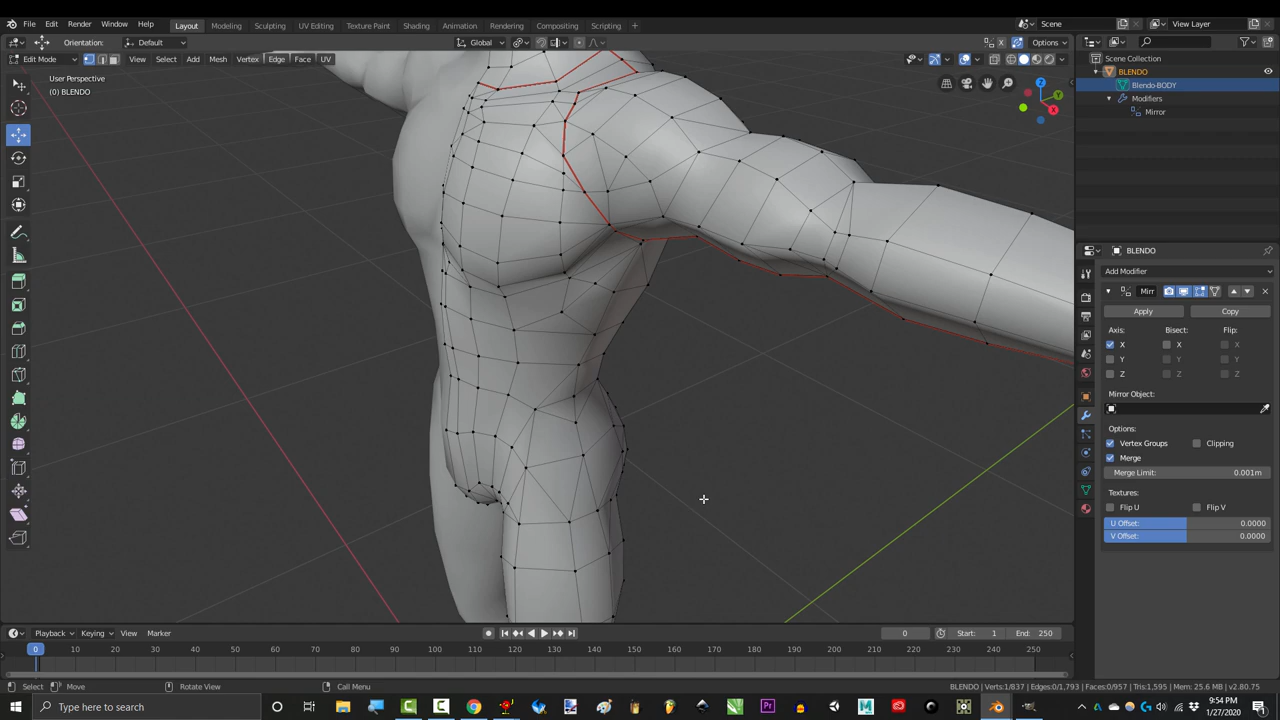 File Edit Render Window Help Layout Modeling Sculpting UV Editing Texture Paint Shading Animation Rendering Compositing Scripting + Scene View Layer
Orientation: Default Global Options
Edit Mode View Select Add Mesh Vertex Edge Face UV
User Perspective
(0) BLENDO
Z
Y
X
Scene Collection
BLENDO
Blendo-BODY
Modifiers
Mirror
BLENDO
Add Modifier
Mirr
Apply Copy
Axis: Bisect: Flip:
X X X
Y Y Y
Z Z Z
Mirror Object:
Options:
Vertex Groups Clipping
Merge
Merge Limit: 0.001m
Textures:
Flip U Flip V
U Offset: 0.0000
V Offset: 0.0000
Playback Keying View Marker 0 Start: 1 End: 250
0 10 20 30 40 50 60 70 80 90 100 110 120 130 140 150 160 170 180 190 200 210 220 230 240 250
Select Move Rotate View Call Menu BLENDO | Verts:1/837 | Edges:0/1,793 | Faces:0/957 | Tris:1,595 | Mem: 25.6 MB | v2.80.75
Type here to search
9:54 PM
1/27/2020